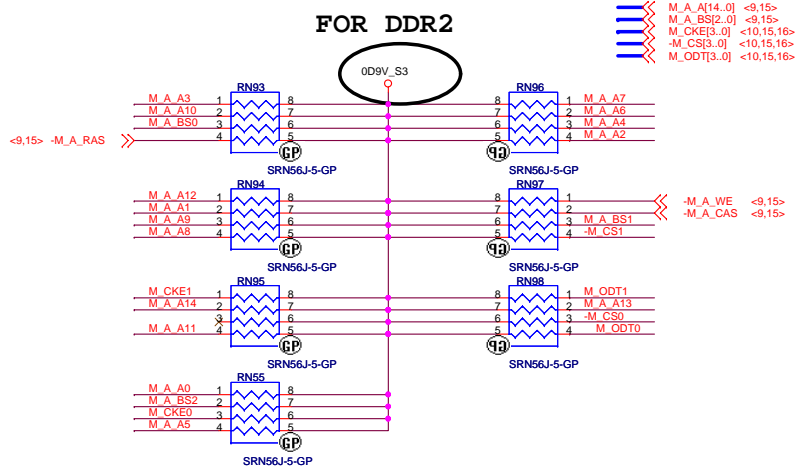 FOR DDR2
M_A_A[14..0] <9,15>
M_A_BS[2..0] <9,15>
M_CKE[3..0] <10,15,16>
-M_CS[3..0] <10,15,16>
M_ODT[3..0] <10,15,16>
0D9V_S3
RN93
M_A_A3 1 8
M_A_A10 2 7
M_A_BS0 3 6
<9,15> -M_A_RAS 4 5
GP
SRN56J-5-GP
RN96
8 1 M_A_A7
7 2 M_A_A6
6 3 M_A_A4
5 4 M_A_A2
GP
SRN56J-5-GP
RN94
M_A_A12 1 8
M_A_A1 2 7
M_A_A9 3 6
M_A_A8 4 5
GP
SRN56J-5-GP
RN97
8 1 -M_A_WE <9,15>
7 2 -M_A_CAS <9,15>
6 3 M_A_BS1
5 4 -M_CS1
GP
SRN56J-5-GP
RN95
M_CKE1 1 8
M_A_A14 2 7
3 6
M_A_A11 4 5
GP
SRN56J-5-GP
RN98
8 1 M_ODT1
7 2 M_A_A13
6 3 -M_CS0
5 4 M_ODT0
GP
SRN56J-5-GP
RN55
M_A_A0 1 8
M_A_BS2 2 7
M_CKE0 3 6
M_A_A5 4 5
GP
SRN56J-5-GP